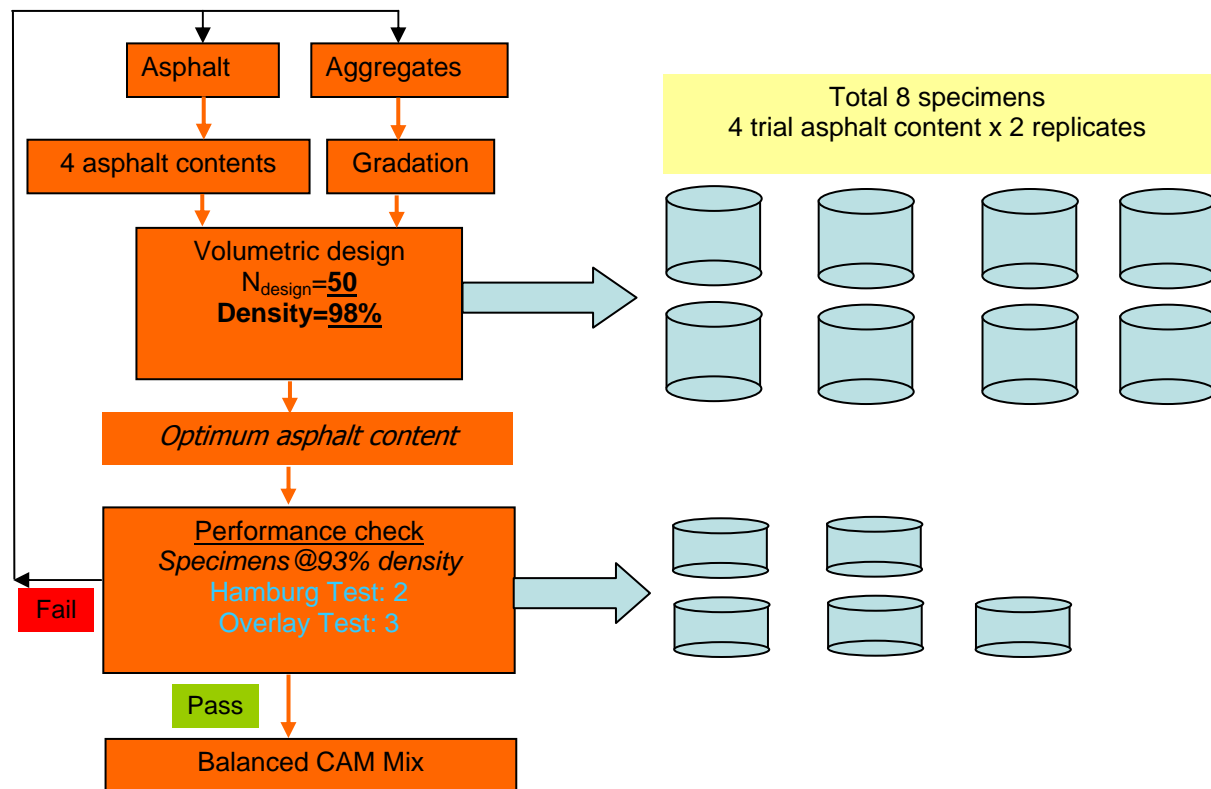 Asphalt
Aggregates
Total 8 specimens
4 trial asphalt content x 2 replicates
4 asphalt contents
Gradation
Volumetric design
Ndesign=50
Density=98%
Optimum asphalt content
Performance check
Specimens@93% density
Hamburg Test: 2
Overlay Test: 3
Fail
Pass
Balanced CAM Mix